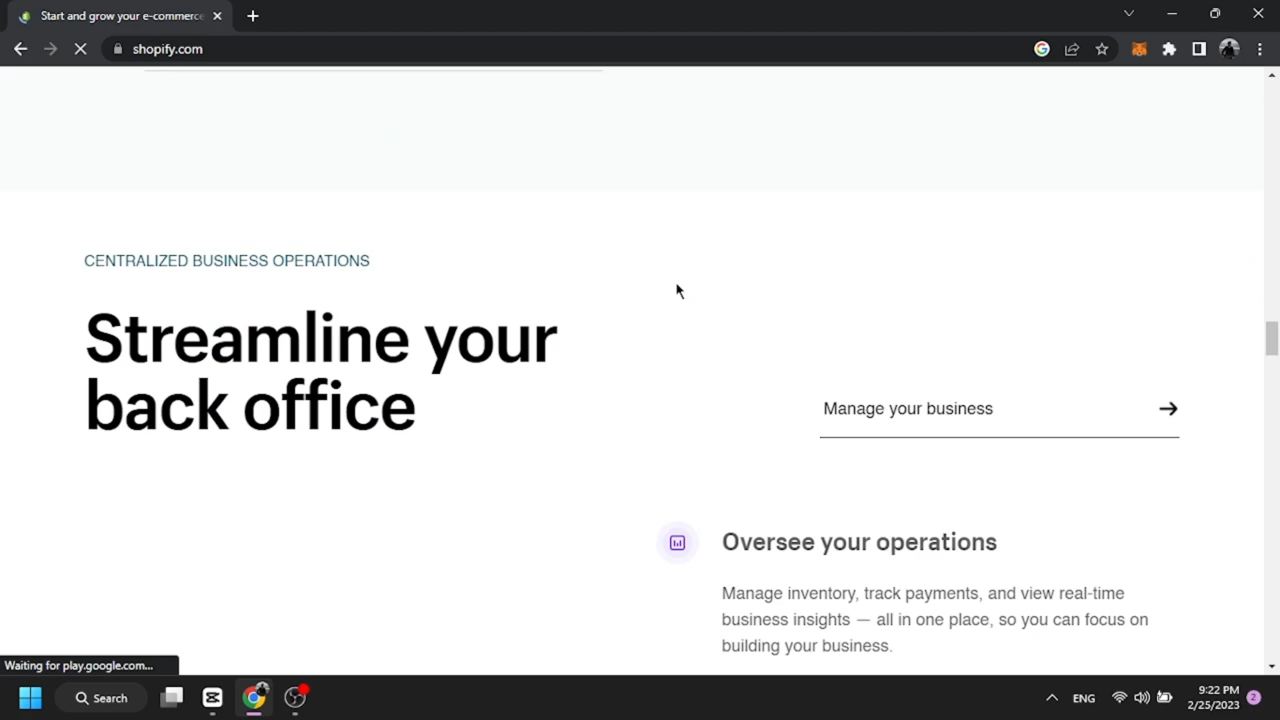 Start and grow your e-commerce
shopify.com
CENTRALIZED BUSINESS OPERATIONS
Streamline your
back office
Manage your business
Oversee your operations
Manage inventory, track payments, and view real-time
business insights — all in one place, so you can focus on
building your business.
Waiting for play.google.com...
Search
ENG
9:22 PM
2/25/2023
2